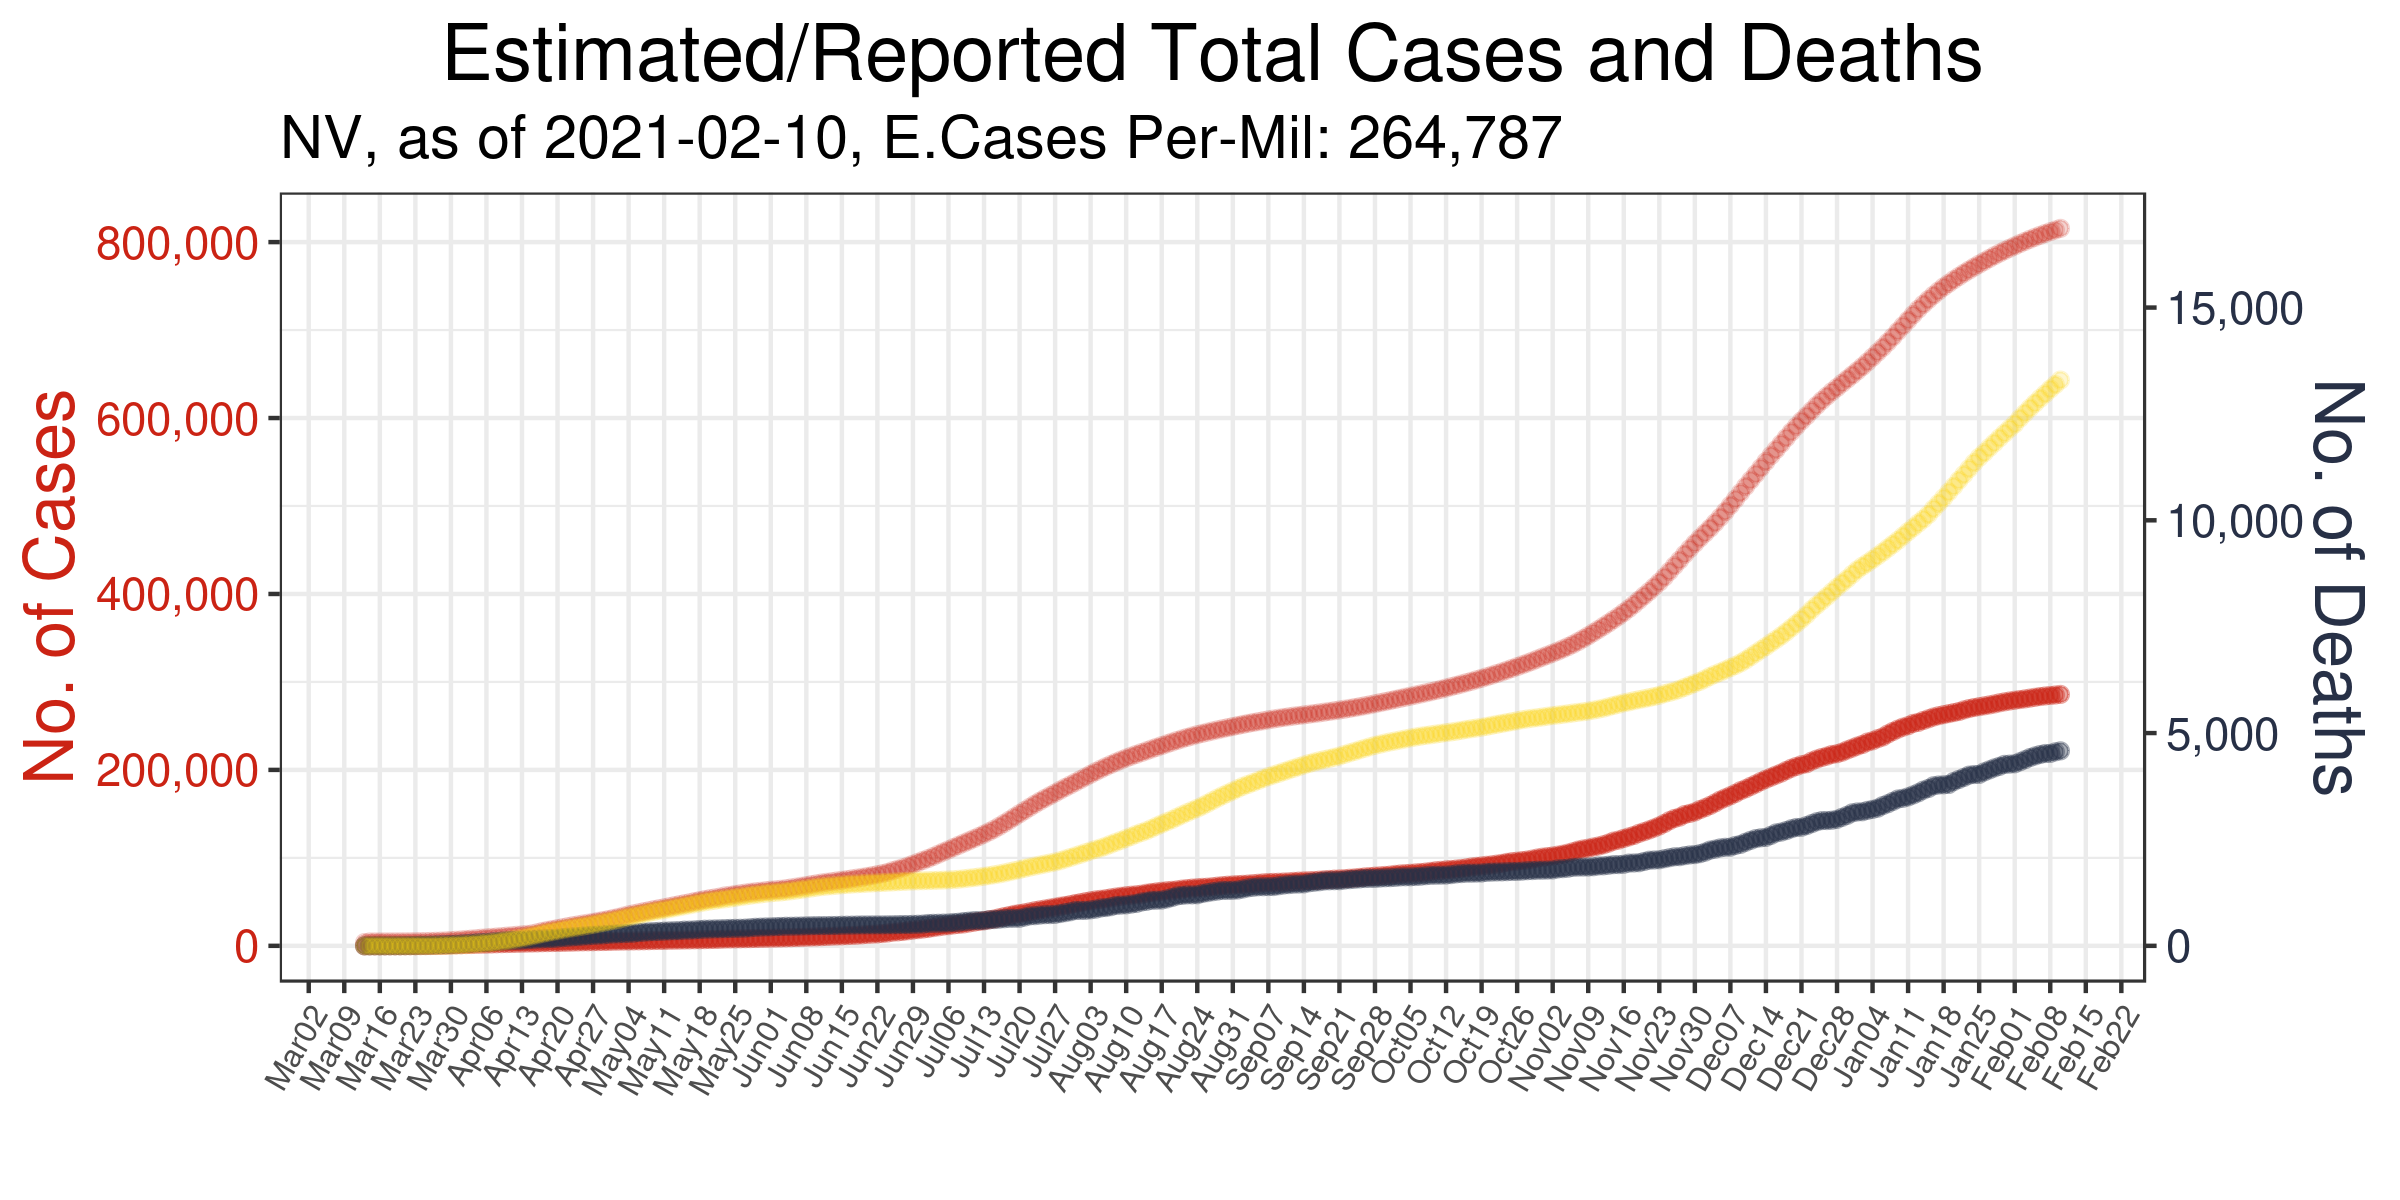 Estimated/Reported Total Cases and Deaths
NV, as of 2021-02-10, E.Cases Per-Mil: 264,787
No. of Cases
800,000
600,000
400,000
200,000
0
15,000
10,000
5,000
0
No. of Deaths
Mar02
Mar09
Mar16
Mar23
Mar30
Apr06
Apr13
Apr20
Apr27
May04
May11
May18
May25
Jun01
Jun08
Jun15
Jun22
Jun29
Jul06
Jul13
Jul20
Jul27
Aug03
Aug10
Aug17
Aug24
Aug31
Sep07
Sep14
Sep21
Sep28
Oct05
Oct12
Oct19
Oct26
Nov02
Nov09
Nov16
Nov23
Nov30
Dec07
Dec14
Dec21
Dec28
Jan04
Jan11
Jan18
Jan25
Feb01
Feb08
Feb15
Feb22